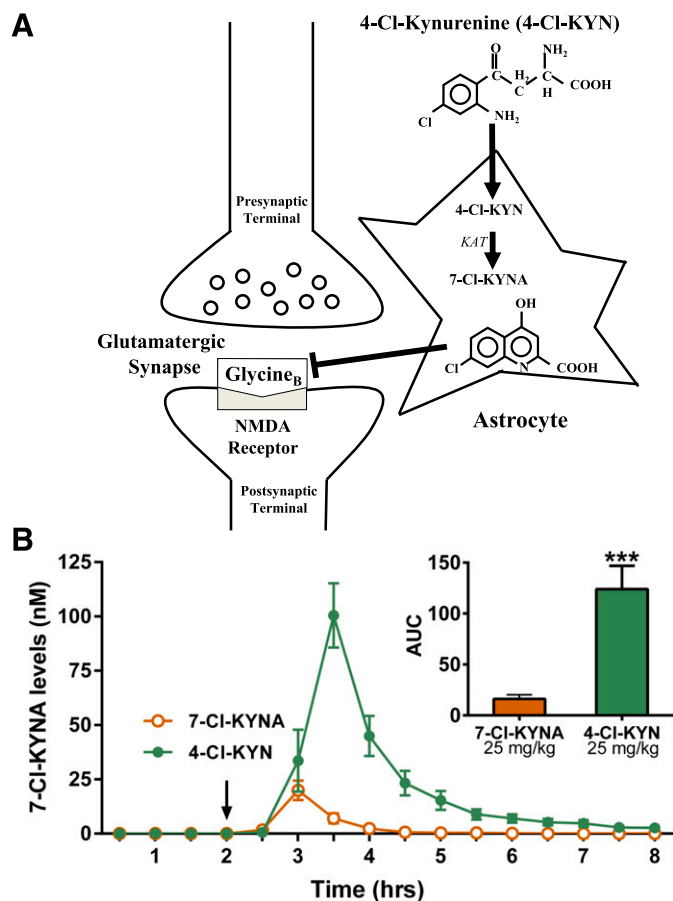 A
4-Cl-Kynurenine (4-Cl-KYN)
O
NH₂
C
H₂
C
C
H
COOH
Cl
NH₂
Presynaptic
Terminal
4-Cl-KYN
KAT
7-Cl-KYNA
OH
Glutamatergic
Synapse
Cl
N
COOH
GlycineB
Astrocyte
NMDA
Receptor
Postsynaptic
Terminal
B
7-Cl-KYNA levels (nM)
125
100
75
50
25
0
7-Cl-KYNA
4-Cl-KYN
1
2
3
4
5
6
7
8
Time (hrs)
AUC
150
100
50
0
***
7-Cl-KYNA
25 mg/kg
4-Cl-KYN
25 mg/kg